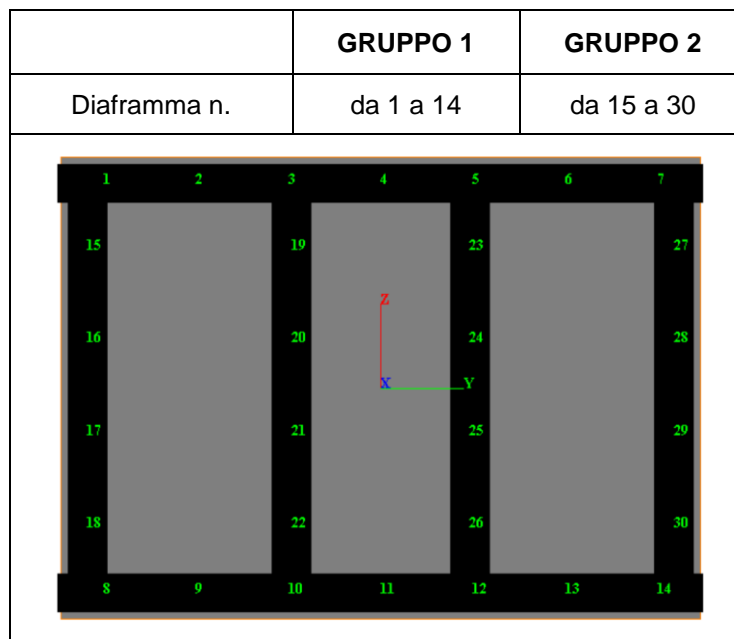 GRUPPO 1 GRUPPO 2
Diaframma n. da 1 a 14 da 15 a 30
1 2 3 4 5 6 7
15 19 23 27
Z
16 20 24 28
X Y
17 21 25 29
18 22 26 30
8 9 10 11 12 13 14